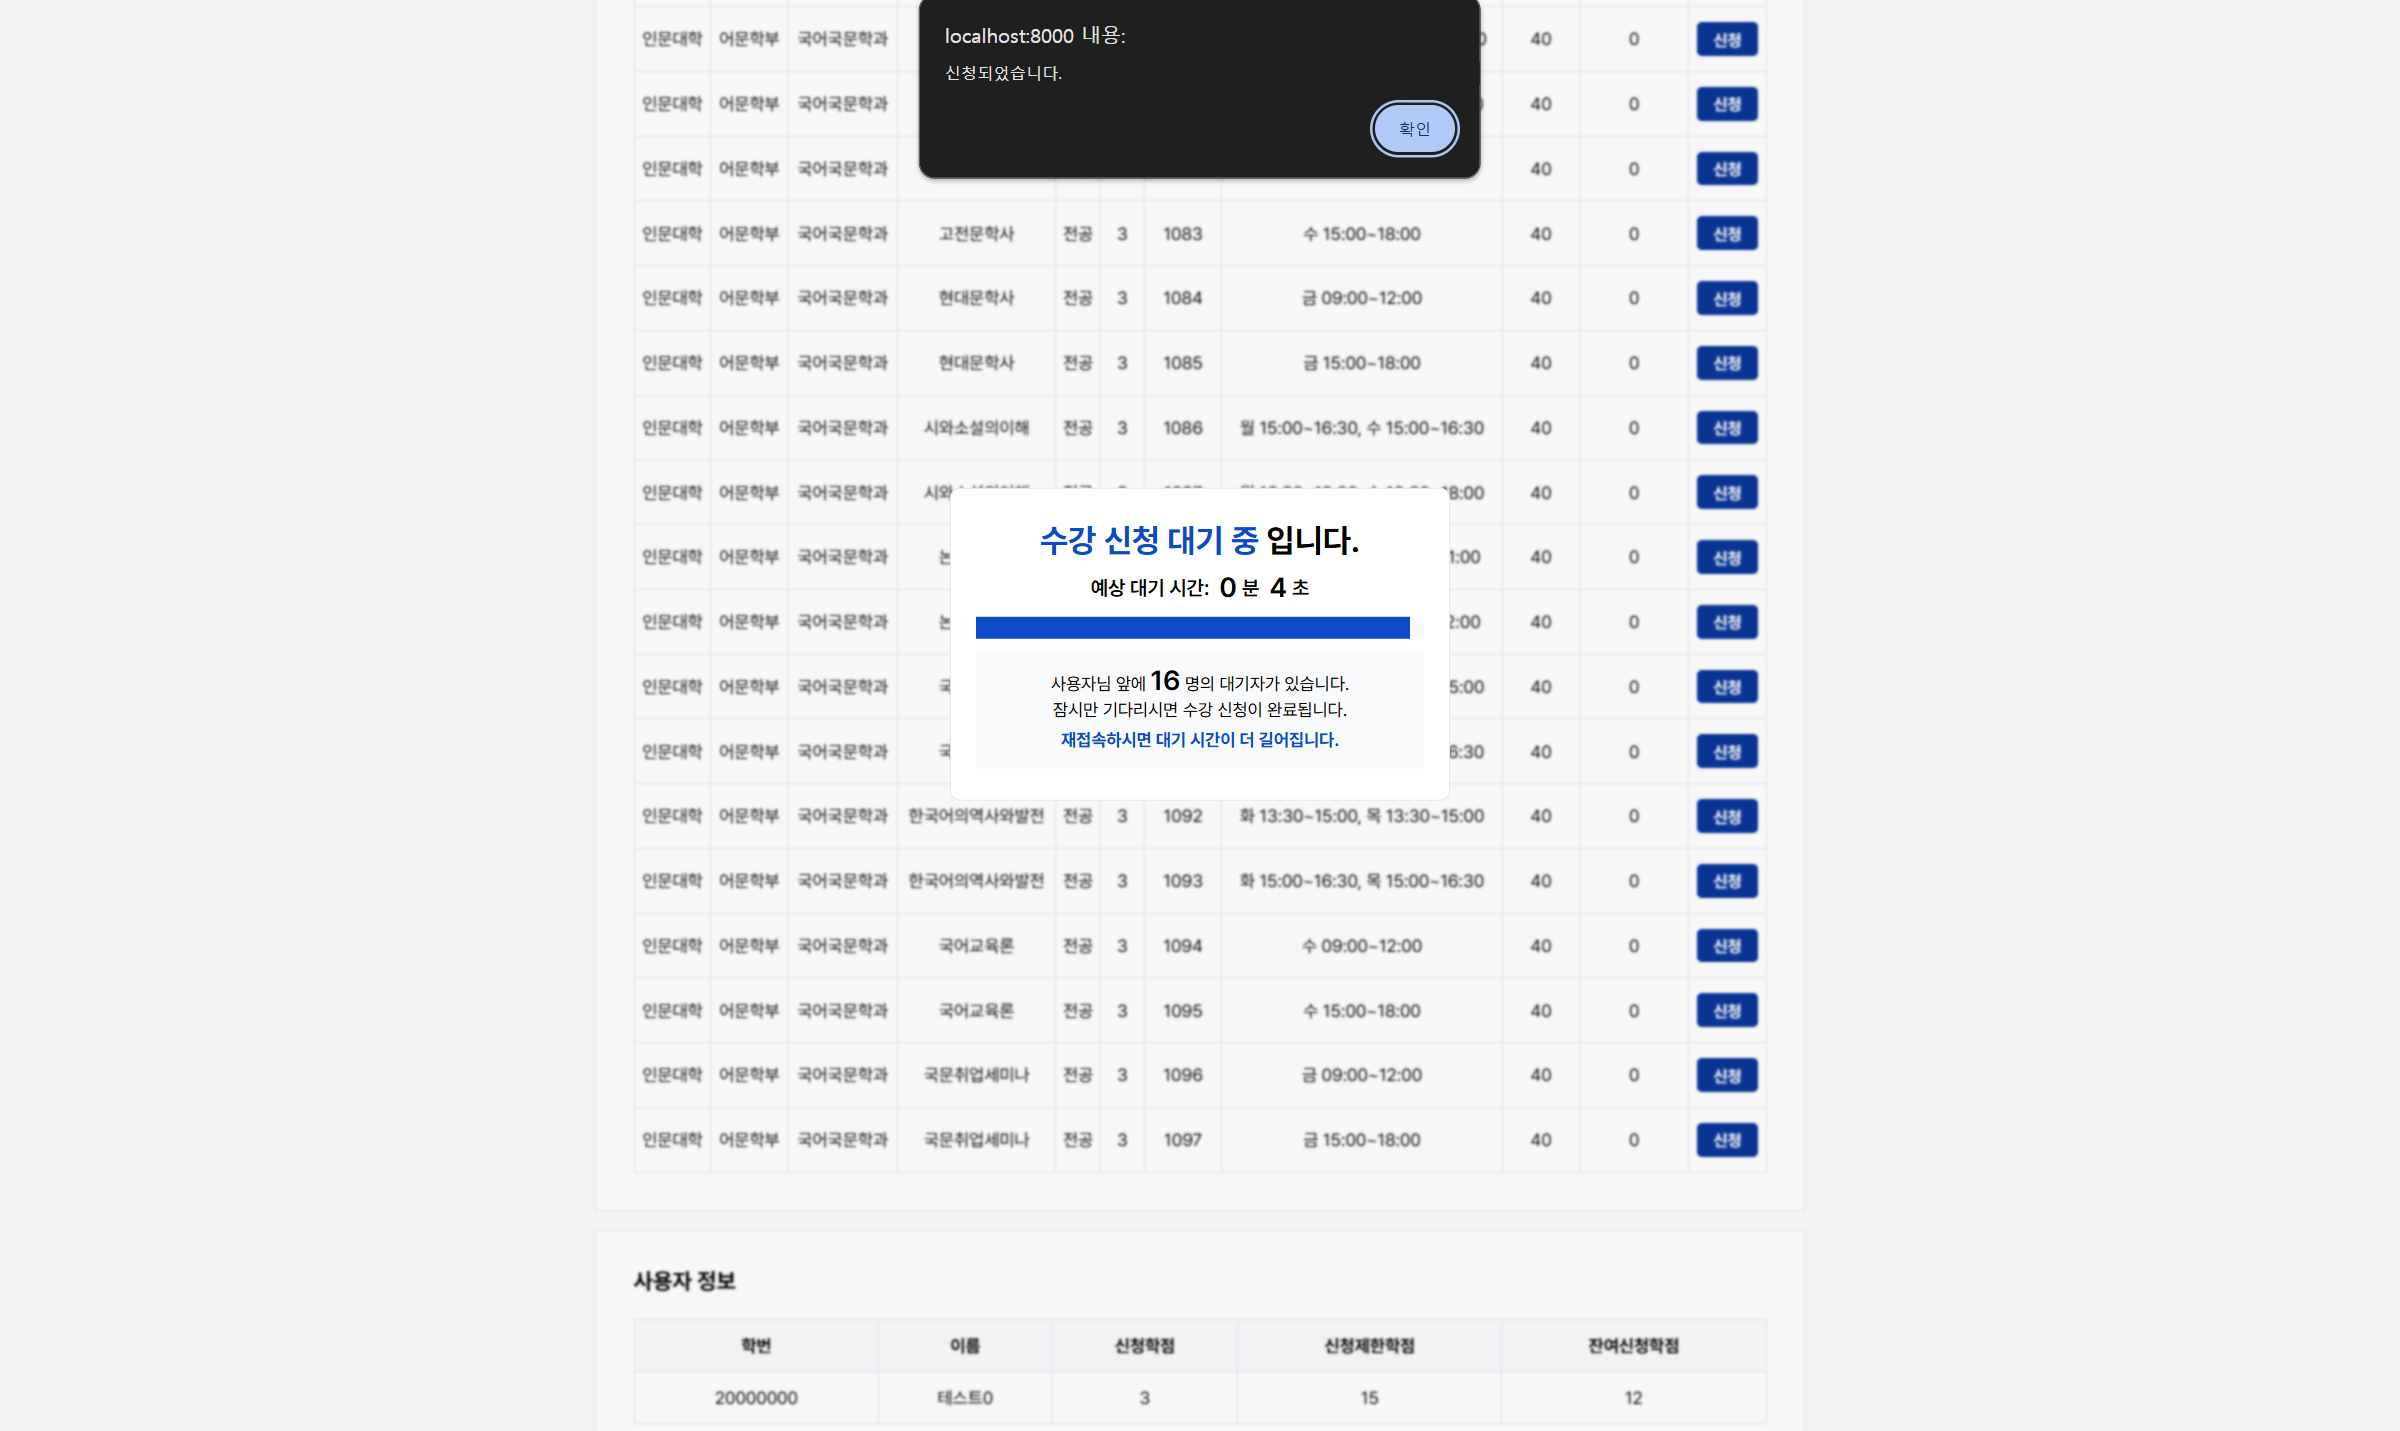 localhost:8000 내용:
신청되었습니다.
확인
인문대학 어문학부 국어국문학과 40 0 신청
인문대학 어문학부 국어국문학과 40 0 신청
인문대학 어문학부 국어국문학과 40 0 신청
인문대학 어문학부 국어국문학과 고전문학사 전공 3 1083 수 15:00~18:00 40 0 신청
인문대학 어문학부 국어국문학과 현대문학사 전공 3 1084 금 09:00~12:00 40 0 신청
인문대학 어문학부 국어국문학과 현대문학사 전공 3 1085 금 15:00~18:00 40 0 신청
인문대학 어문학부 국어국문학과 시와소설의이해 전공 3 1086 월 15:00~16:30, 수 15:00~16:30 40 0 신청
인문대학 어문학부 국어국문학과 40 0 신청
인문대학 어문학부 국어국문학과 40 0 신청
인문대학 어문학부 국어국문학과 40 0 신청
인문대학 어문학부 국어국문학과 40 0 신청
인문대학 어문학부 국어국문학과 40 0 신청
수강 신청 대기 중 입니다.
예상 대기 시간: 0 분 4 초
사용자님 앞에 16 명의 대기자가 있습니다.
잠시만 기다리시면 수강 신청이 완료됩니다.
재접속하시면 대기 시간이 더 길어집니다.
인문대학 어문학부 국어국문학과 한국어의역사와발전 전공 3 1092 화 13:30~15:00, 목 13:30~15:00 40 0 신청
인문대학 어문학부 국어국문학과 한국어의역사와발전 전공 3 1093 화 15:00~16:30, 목 15:00~16:30 40 0 신청
인문대학 어문학부 국어국문학과 국어교육론 전공 3 1094 수 09:00~12:00 40 0 신청
인문대학 어문학부 국어국문학과 국어교육론 전공 3 1095 수 15:00~18:00 40 0 신청
인문대학 어문학부 국어국문학과 국문취업세미나 전공 3 1096 금 09:00~12:00 40 0 신청
인문대학 어문학부 국어국문학과 국문취업세미나 전공 3 1097 금 15:00~18:00 40 0 신청
사용자 정보
학번 이름 신청학점 신청제한학점 잔여신청학점
20000000 테스트0 3 15 12